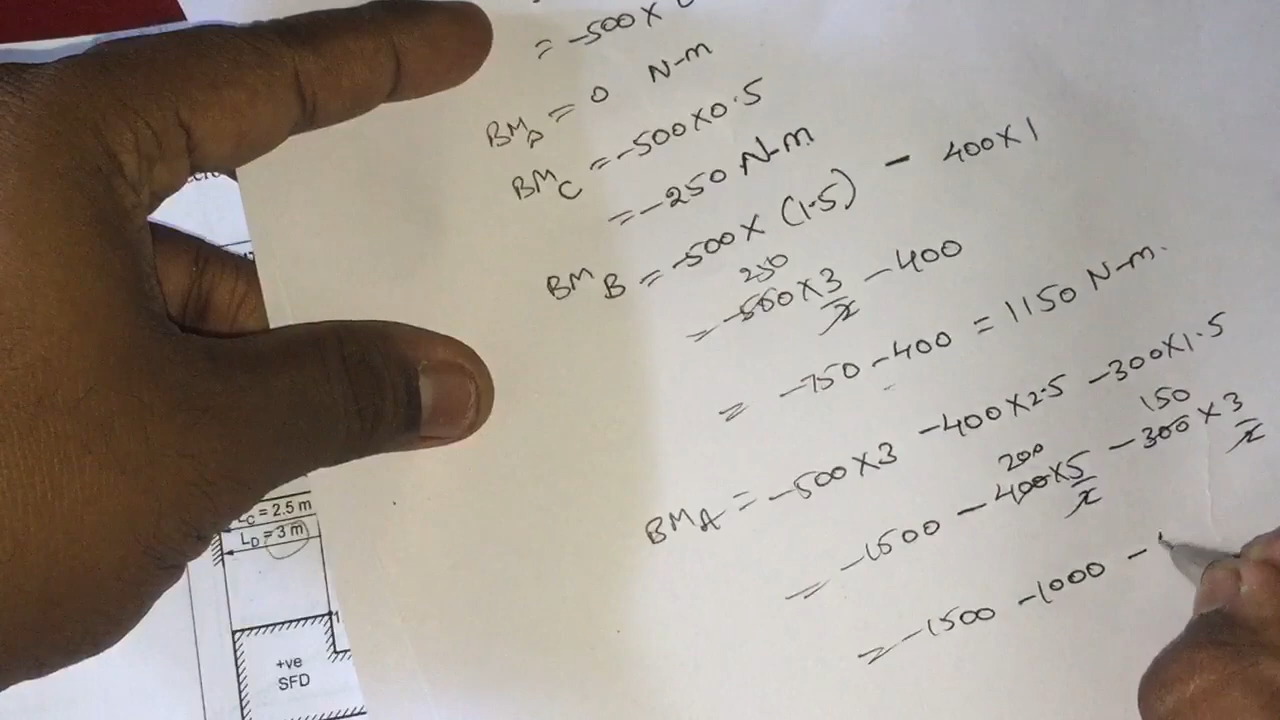 = -500 ×
BM_D = 0 N-m
BM_C = -500×0.5
= -250 N-m
BM_B = -500 × (1.5) - 400×1
250
= -500 × 3/2 - 400
= -750 - 400 = 1150 N-m.
BM_A = -500×3 - 400×2.5 - 300×1.5
200 150
= -1500 - 400×5/2 - 300×3/2
= -1500 - 1000 -
L_C = 2.5 m
L_D = 3 m
1
+ve
SFD